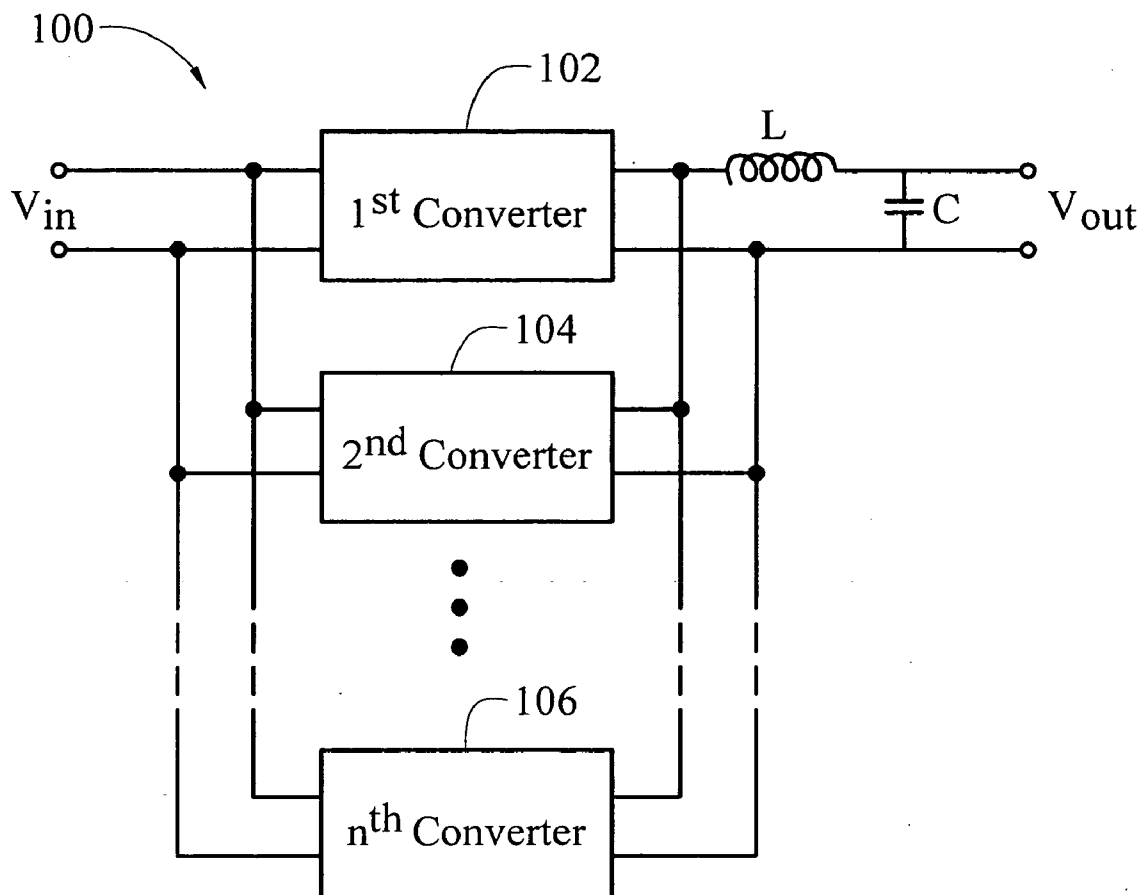 100
102
L
V_in
1^st Converter
C
V_out
104
2^nd Converter
106
n^th Converter